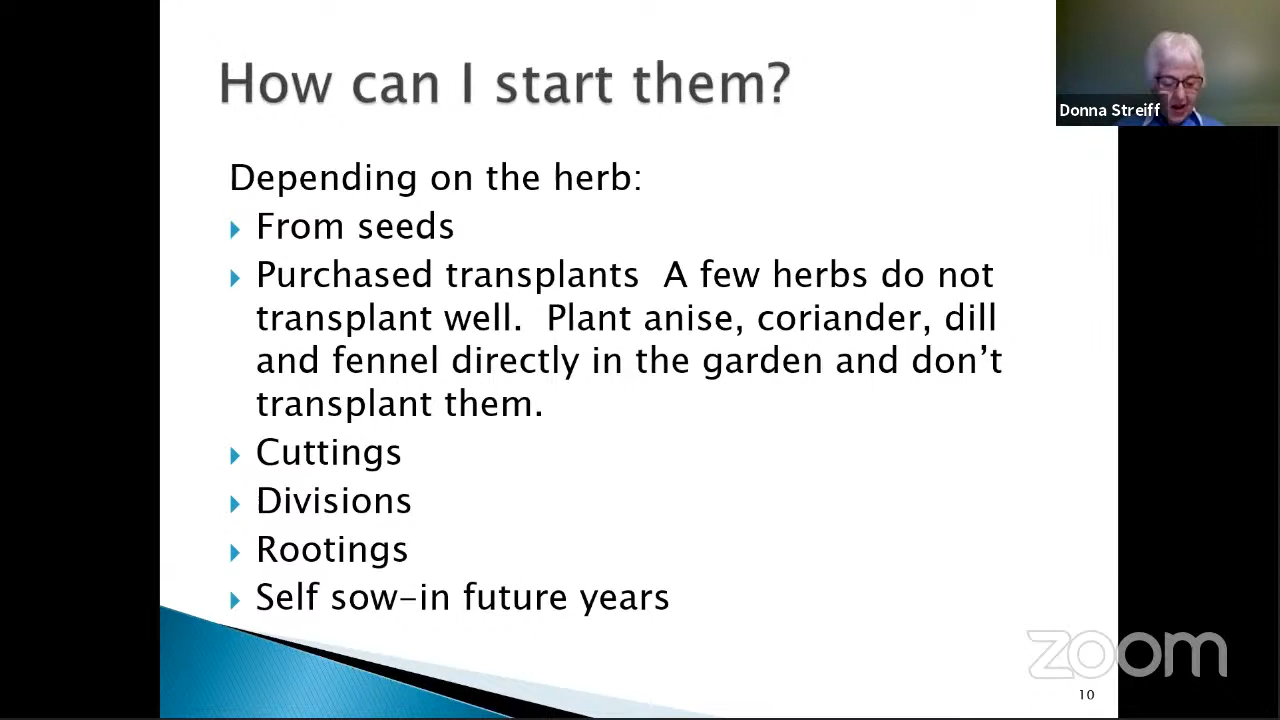 How can I start them?
Donna Streiff
Depending on the herb:
From seeds
Purchased transplants  A few herbs do not
transplant well.  Plant anise, coriander, dill
and fennel directly in the garden and don’t
transplant them.
Cuttings
Divisions
Rootings
Self sow-in future years
zoom
10